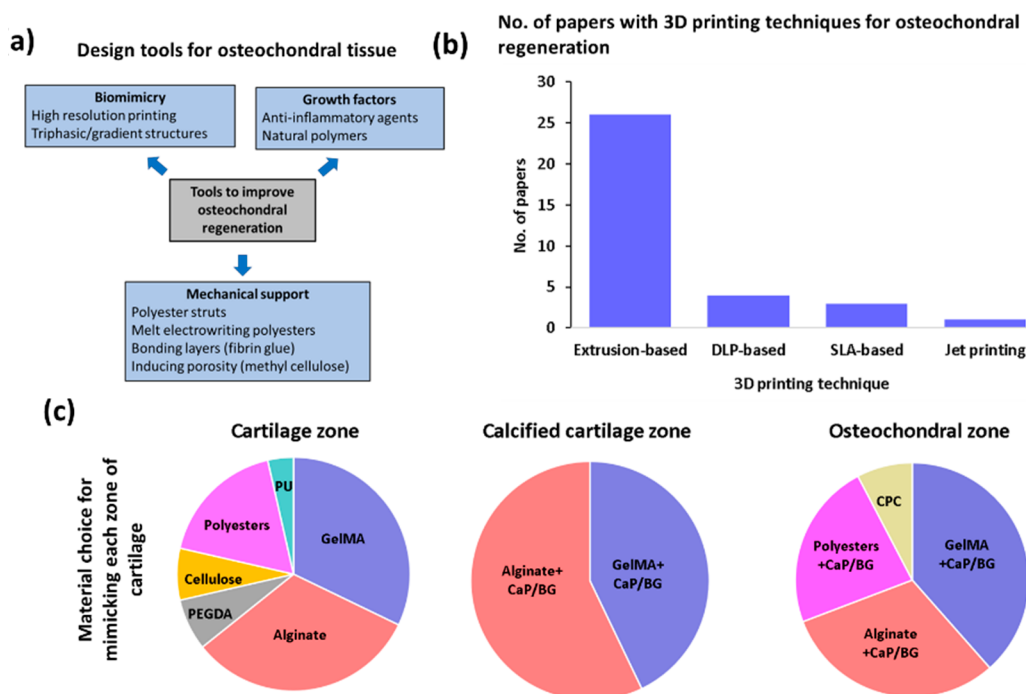 a)
Design tools for osteochondral tissue
Biomimicry
High resolution printing
Triphasic/gradient structures
Growth factors
Anti-inflammatory agents
Natural polymers
Tools to improve
osteochondral
regeneration
Mechanical support
Polyester struts
Melt electrowriting polyesters
Bonding layers (fibrin glue)
Inducing porosity (methyl cellulose)
(b)
No. of papers with 3D printing techniques for osteochondral
regeneration
No. of papers
30
25
20
15
10
5
0
Extrusion-based
DLP-based
SLA-based
Jet printing
3D printing technique
(c)
Material choice for
mimicking each zone of
cartilage
Cartilage zone
PU
Polyesters
GelMA
Cellulose
PEGDA
Alginate
Calcified cartilage zone
Alginate+
CaP/BG
GelMA+
CaP/BG
Osteochondral zone
CPC
Polyesters
+CaP/BG
GelMA
+CaP/BG
Alginate
+CaP/BG